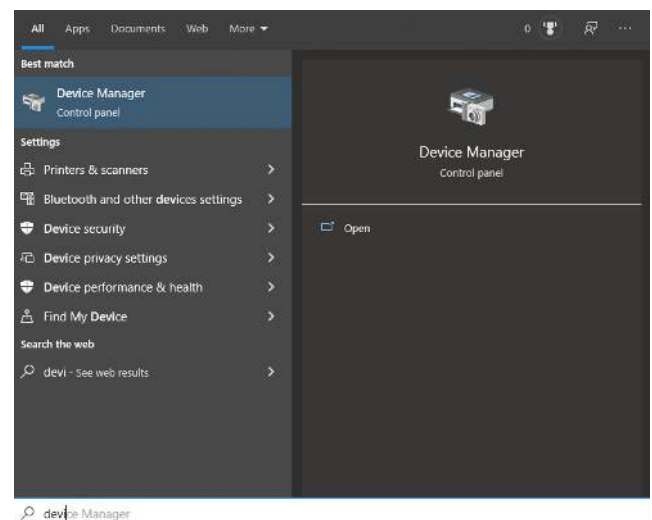 All Apps Documents Web More 0 ...
Best match
Device Manager
Control panel
Settings
Printers & scanners
Bluetooth and other devices settings
Device security
Device privacy settings
Device performance & health
Find My Device
Search the web
devi - See web results
Device Manager
Control panel
Open
device Manager